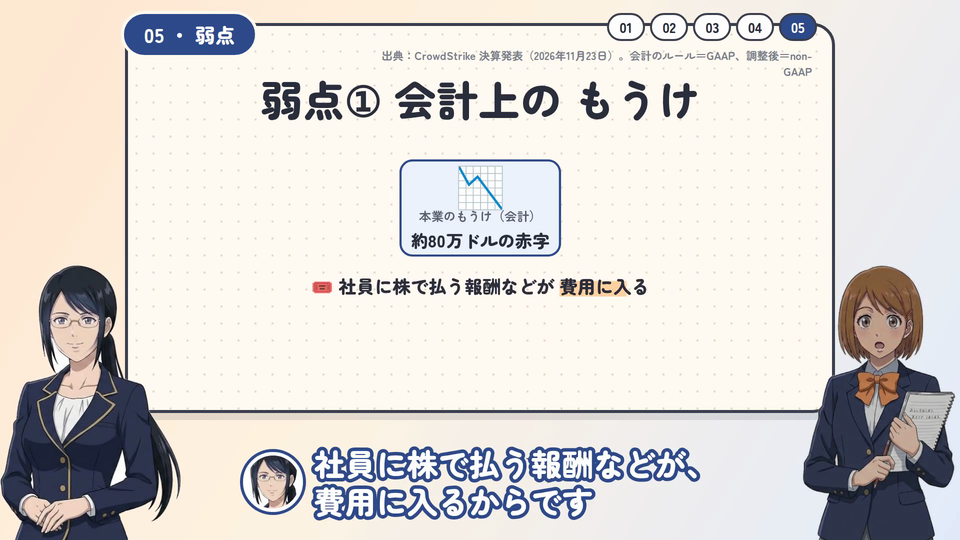 05 ・ 弱点
01 02 03 04 05
出典：CrowdStrike 決算発表（2026年11月23日）。会計のルール＝GAAP、調整後＝non-
GAAP
弱点① 会計上の もうけ
本業のもうけ（会計）
約80万ドルの赤字
社員に株で払う報酬などが 費用に入る
社員に株で払う報酬などが、
費用に入るからです